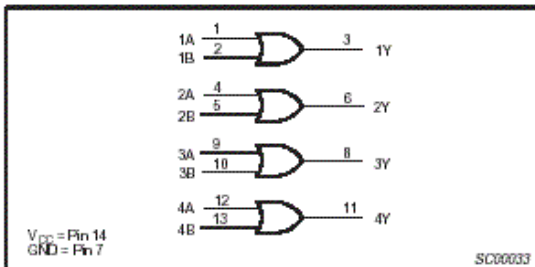 1A 1 3 1Y
1B 2
2A 4 6 2Y
2B 5
3A 9 8 3Y
3B 10
4A 12 11 4Y
4B 13
VCC = Pin 14
GND = Pin 7
SC00033